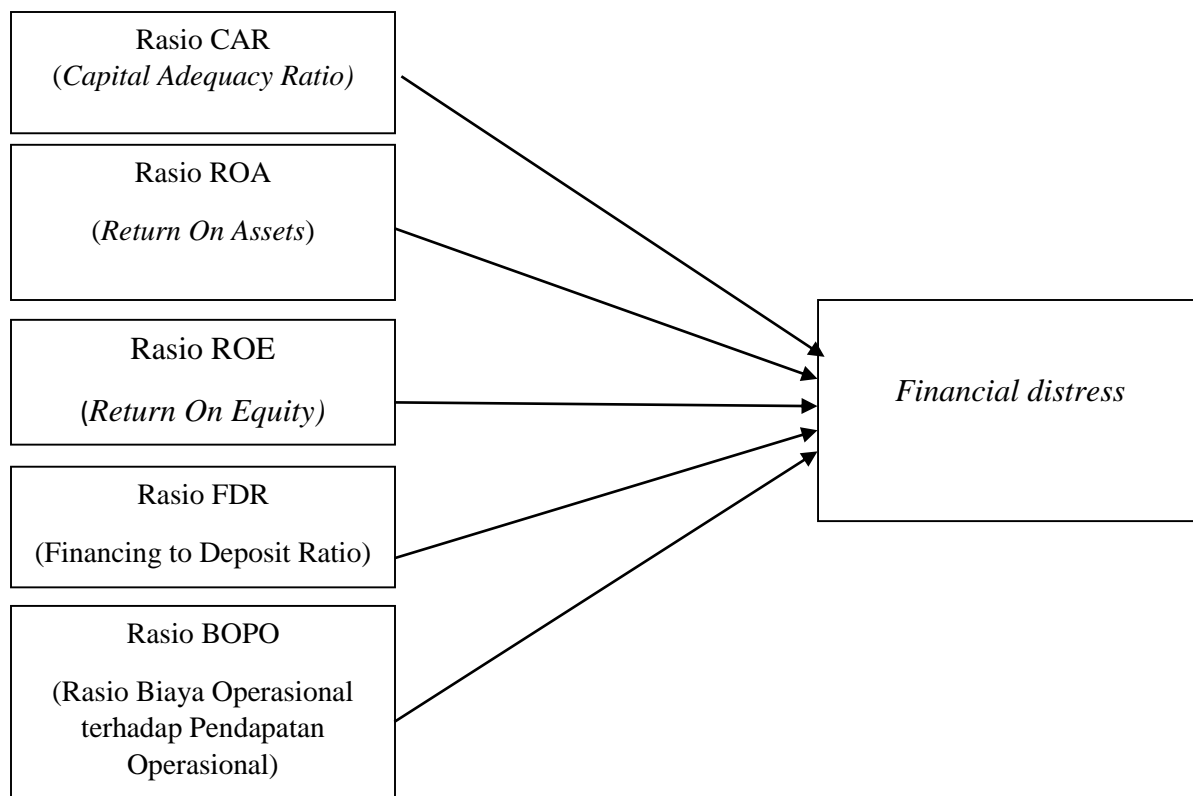 Rasio CAR
(Capital Adequacy Ratio)
Rasio ROA
(Return On Assets)
Rasio ROE
(Return On Equity)
Rasio FDR
(Financing to Deposit Ratio)
Rasio BOPO
(Rasio Biaya Operasional
terhadap Pendapatan
Operasional)
Financial distress